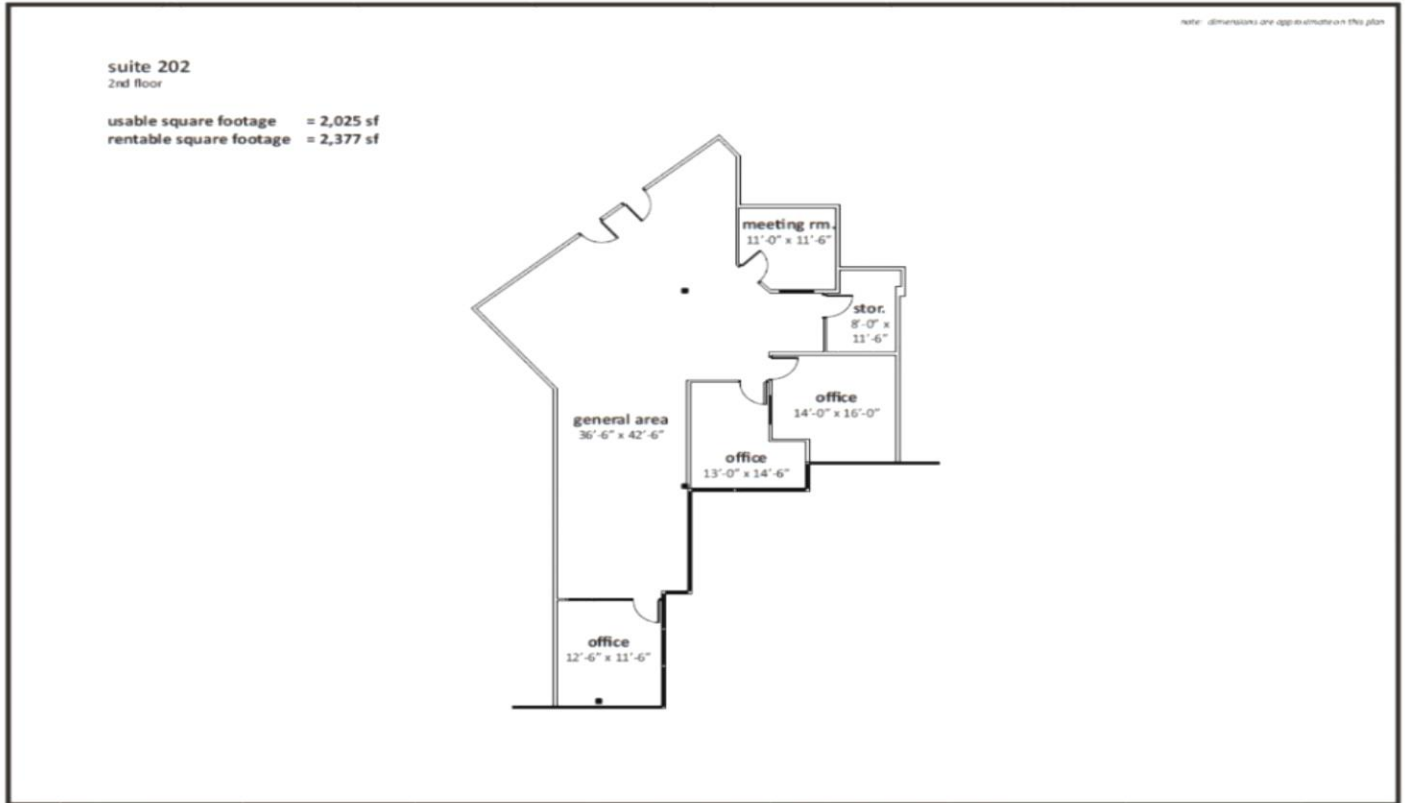 note: dimensions are approximate on this plan
suite 202
2nd floor
usable square footage = 2,025 sf
rentable square footage = 2,377 sf
meeting rm.
11'-0" x 11'-6"
stor.
8'-0" x
11'-6"
office
14'-0" x 16'-0"
general area
36'-6" x 42'-6"
office
13'-0" x 14'-6"
office
12'-6" x 11'-6"